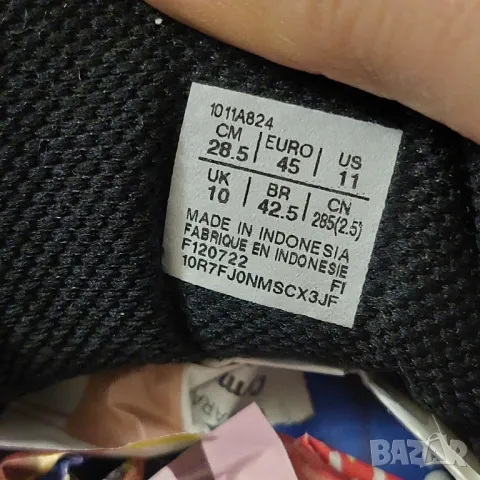 1011A824
CM 28.5 EURO 45 US 11
UK 10 BR 42.5 CN 285(2.5)
MADE IN INDONESIA
FABRIQUE EN INDONESIE
F120722 FI
10R7FJ0NMSCX3JF
ZARA
BAZAR